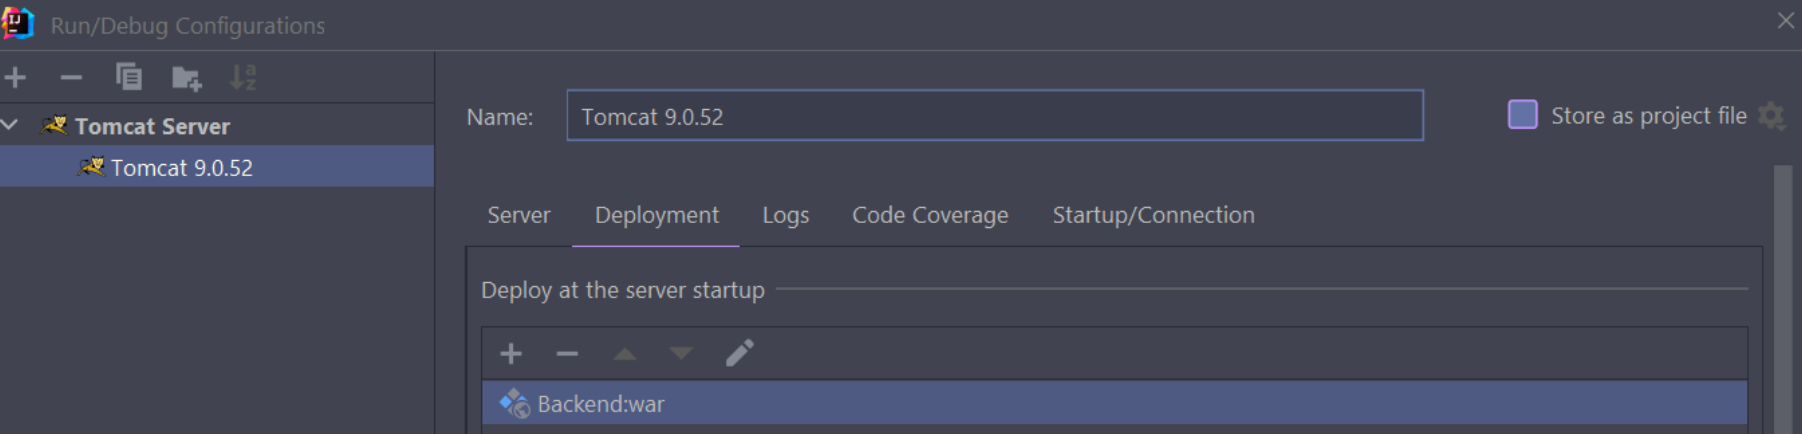 Run/Debug Configurations
Tomcat Server
Tomcat 9.0.52
Name: Tomcat 9.0.52 Store as project file
Server Deployment Logs Code Coverage Startup/Connection
Deploy at the server startup
Backend:war